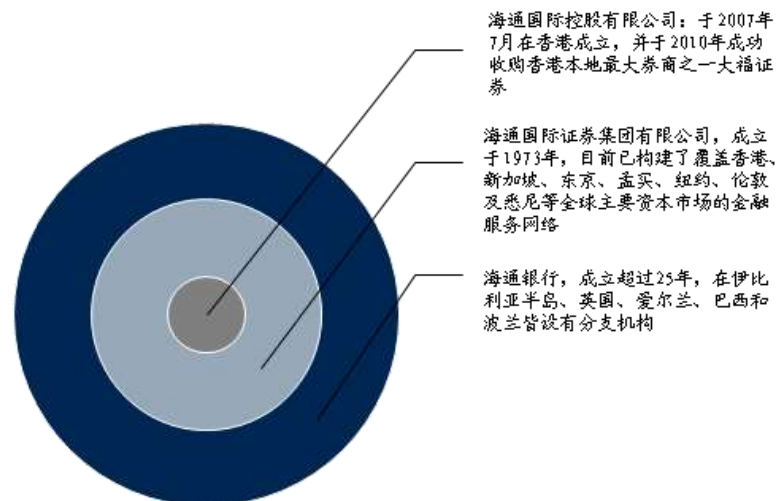 海通国际控股有限公司：于2007年
7月在香港成立，并于2010年成功
收购香港本地最大券商之一大福证
券
海通国际证券集团有限公司，成立
于1973年，目前已构建了覆盖香港、
新加坡、东京、孟买、纽约、伦敦
及悉尼等全球主要资本市场的金融
服务网络
海通银行，成立超过25年，在伊比
利亚半岛、英国、爱尔兰、巴西和
波兰皆设有分支机构